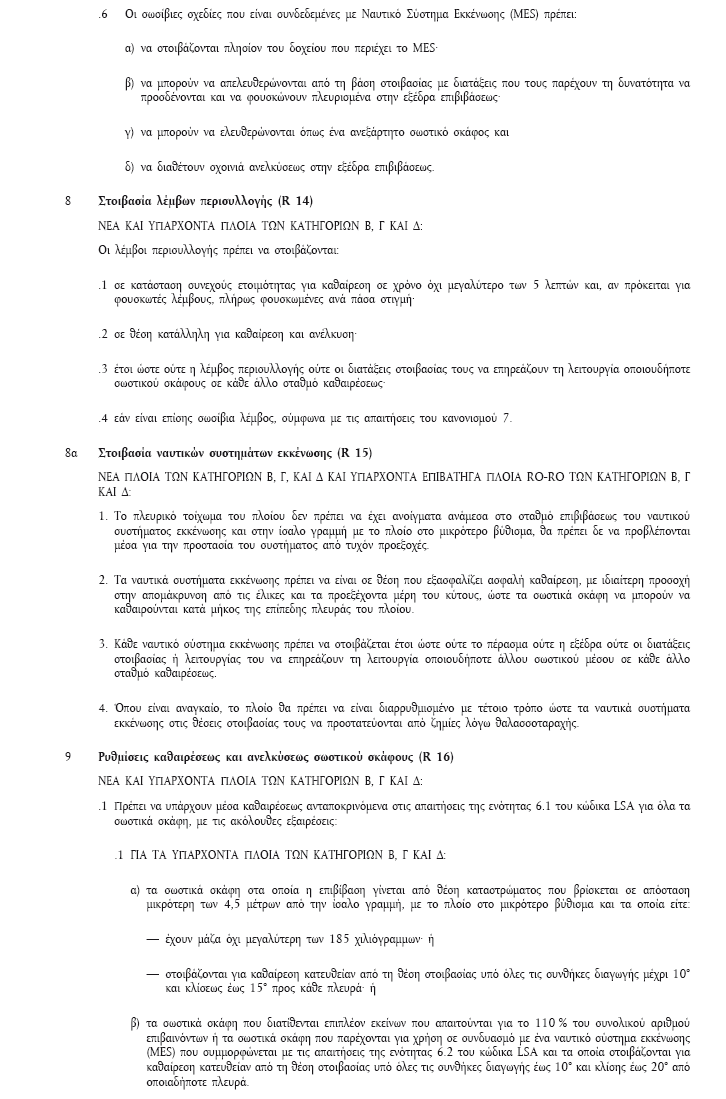 .6 Οι σωσίβιες σχεδίες που είναι συνδεδεμένες με Ναυτικό Σύστημα Εκκένωσης (MES) πρέπει:
α) να στοιβάζονται πλησίον του δοχείου που περιέχει το MES·
β) να μπορούν να απελευθερώνονται από τη βάση στοιβασίας με διατάξεις που τους παρέχουν τη δυνατότητα να
προσδένονται και να φουσκώνουν πλευρισμένα στην εξέδρα επιβιβάσεως·
γ) να μπορούν να ελευθερώνονται όπως ένα ανεξάρτητο σωστικό σκάφος και
δ) να διαθέτουν σχοινιά ανελκύσεως στην εξέδρα επιβιβάσεως.
8 Στοιβασία λέμβων περισυλλογής (R 14)
ΝΕΑ ΚΑΙ ΥΠΑΡΧΟΝΤΑ ΠΛΟΙΑ ΤΩΝ ΚΑΤΗΓΟΡΙΩΝ Β, Γ ΚΑΙ Δ:
Οι λέμβοι περισυλλογής πρέπει να στοιβάζονται:
.1 σε κατάσταση συνεχούς ετοιμότητας για καθαίρεση σε χρόνο όχι μεγαλύτερο των 5 λεπτών και, αν πρόκειται για
φουσκωτές λέμβους, πλήρως φουσκωμένες ανά πάσα στιγμή·
.2 σε θέση κατάλληλη για καθαίρεση και ανέλκυση·
.3 έτσι ώστε ούτε η λέμβος περισυλλογής ούτε οι διατάξεις στοιβασίας τους να επηρεάζουν τη λειτουργία οποιουδήποτε
σωστικού σκάφους σε κάθε άλλο σταθμό καθαιρέσεως·
.4 εάν είναι επίσης σωσίβια λέμβος, σύμφωνα με τις απαιτήσεις του κανονισμού 7.
8α Στοιβασία ναυτικών συστημάτων εκκένωσης (R 15)
ΝΕΑ ΠΛΟΙΑ ΤΩΝ ΚΑΤΗΓΟΡΙΩΝ Β, Γ, ΚΑΙ Δ ΚΑΙ ΥΠΑΡΧΟΝΤΑ ΕΠΙΒΑΤΗΓΑ ΠΛΟΙΑ RO-RO ΤΩΝ ΚΑΤΗΓΟΡΙΩΝ Β, Γ
ΚΑΙ Δ:
1. Το πλευρικό τοίχωμα του πλοίου δεν πρέπει να έχει ανοίγματα ανάμεσα στο σταθμό επιβιβάσεως του ναυτικού
συστήματος εκκένωσης και στην ίσαλο γραμμή με το πλοίο στο μικρότερο βύθισμα, θα πρέπει δε να προβλέπονται
μέσα για την προστασία του συστήματος από τυχόν προεξοχές.
2. Τα ναυτικά συστήματα εκκένωσης πρέπει να είναι σε θέση που εξασφαλίζει ασφαλή καθαίρεση, με ιδιαίτερη προσοχή
στην απομάκρυνση από τις έλικες και τα προεξέχοντα μέρη του κύτους, ώστε τα σωστικά σκάφη να μπορούν να
καθαιρούνται κατά μήκος της επίπεδης πλευράς του πλοίου.
3. Κάθε ναυτικό σύστημα εκκένωσης πρέπει να στοιβάζεται έτσι ώστε ούτε το πέρασμα ούτε η εξέδρα ούτε οι διατάξεις
στοιβασίας ή λειτουργίας του να επηρεάζουν τη λειτουργία οποιουδήποτε άλλου σωστικού μέσου σε κάθε άλλο
σταθμό καθαιρέσεως.
4. Όπου είναι αναγκαίο, το πλοίο θα πρέπει να είναι διαρρυθμισμένο με τέτοιο τρόπο ώστε τα ναυτικά συστήματα
εκκένωσης στις θέσεις στοιβασίας τους να προστατεύονται από ζημίες λόγω θαλασσοταραχής.
9 Ρυθμίσεις καθαιρέσεως και ανελκύσεως σωστικού σκάφους (R 16)
ΝΕΑ ΚΑΙ ΥΠΑΡΧΟΝΤΑ ΠΛΟΙΑ ΤΩΝ ΚΑΤΗΓΟΡΙΩΝ Β, Γ ΚΑΙ Δ:
.1 Πρέπει να υπάρχουν μέσα καθαιρέσεως ανταποκρινόμενα στις απαιτήσεις της ενότητας 6.1 του κώδικα LSA για όλα τα
σωστικά σκάφη, με τις ακόλουθες εξαιρέσεις:
.1 ΓΙΑ ΤΑ ΥΠΑΡΧΟΝΤΑ ΠΛΟΙΑ ΤΩΝ ΚΑΤΗΓΟΡΙΩΝ Β, Γ ΚΑΙ Δ:
α) τα σωστικά σκάφη στα οποία η επιβίβαση γίνεται από θέση καταστρώματος που βρίσκεται σε απόσταση
μικρότερη των 4,5 μέτρων από την ίσαλο γραμμή, με το πλοίο στο μικρότερο βύθισμα και τα οποία είτε:
— έχουν μάζα όχι μεγαλύτερη των 185 χιλιόγραμμων· ή
— στοιβάζονται για καθαίρεση κατευθείαν από τη θέση στοιβασίας υπό όλες τις συνθήκες διαγωγής μέχρι 10°
και κλίσεως έως 15° προς κάθε πλευρά· ή
β) τα σωστικά σκάφη που διατίθενται επιπλέον εκείνων που απαιτούνται για το 110 % του συνολικού αριθμού
επιβαινόντων ή τα σωστικά σκάφη που παρέχονται για χρήση σε συνδυασμό με ένα ναυτικό σύστημα εκκένωσης
(MES) που συμμορφώνεται με τις απαιτήσεις της ενότητας 6.2 του κώδικα LSA και τα οποία στοιβάζονται για
καθαίρεση κατευθείαν από τη θέση στοιβασίας υπό όλες τις συνθήκες διαγωγής έως 10° και κλίσης έως 20° από
οποιαδήποτε πλευρά.